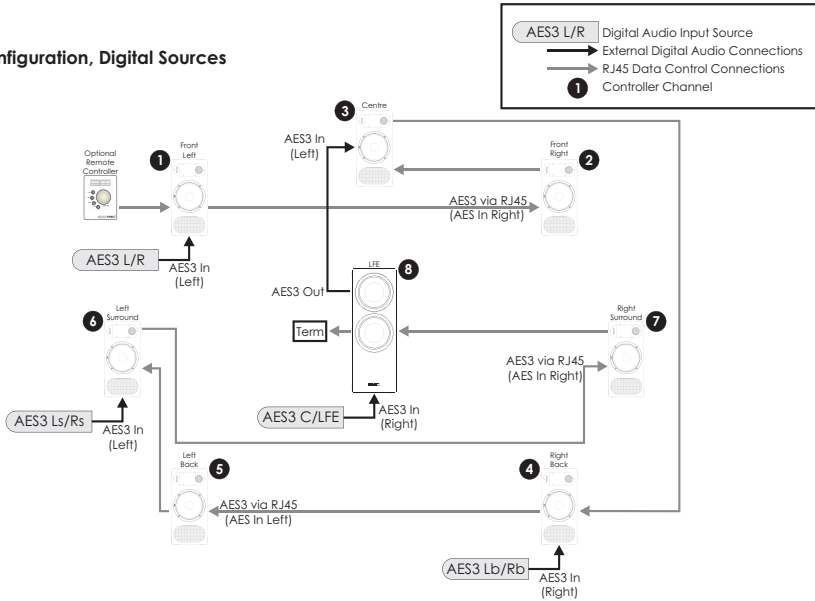 nfiguration, Digital Sources
AES3 L/R
Digital Audio Input Source
External Digital Audio Connections
RJ45 Data Control Connections
1
Controller Channel
3
Centre
AES3 In
(Left)
Optional
Remote
Controller
1
Front
Left
Front
Right
2
AES3 via RJ45
(AES In Right)
AES3 L/R
AES3 In
(Left)
LFE
8
AES3 Out
Term
6
Left
Surround
Right
Surround
7
AES3 via RJ45
(AES In Right)
AES3 Ls/Rs
AES3 In
(Left)
AES3 C/LFE
AES3 In
(Right)
Left
Back
5
4
Right
Back
AES3 via RJ45
(AES In Left)
AES3 Lb/Rb
AES3 In
(Right)